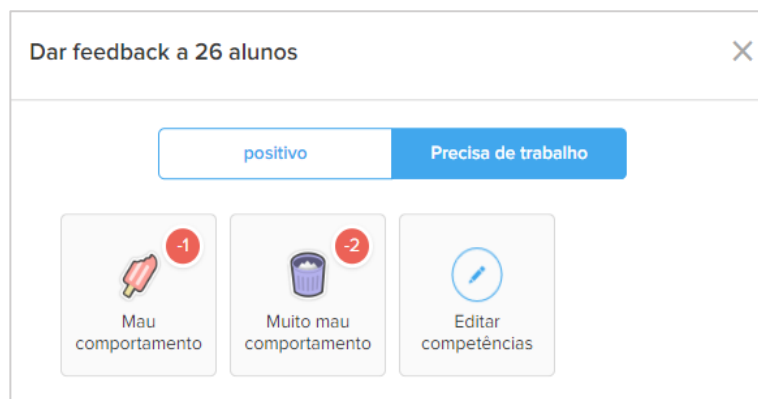 Dar feedback a 26 alunos
positivo
Precisa de trabalho
-1
-2
Mau
comportamento
Muito mau
comportamento
Editar
competências